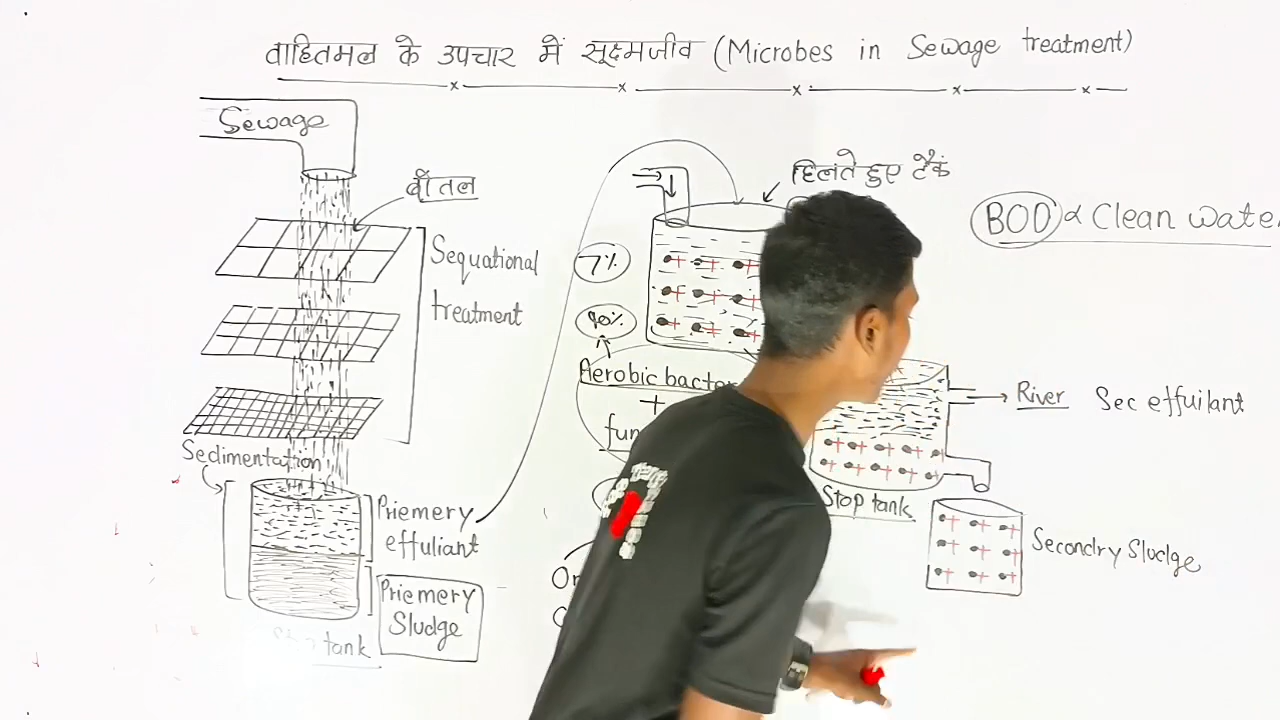 वाहितमल के उपचार में सूक्ष्मजीव (Microbes in Sewage treatment)
Sewage
बॉतल
Sequational
treatment
Sedimentation
Priemery
effuliant
Priemery
Sludge
tank
हिलते हुए टैंक
7%
90%
Aerobic bacte
+
fun
BOD ∝ Clean wate
River Sec effuilant
Stop tank
Secondry Sludge